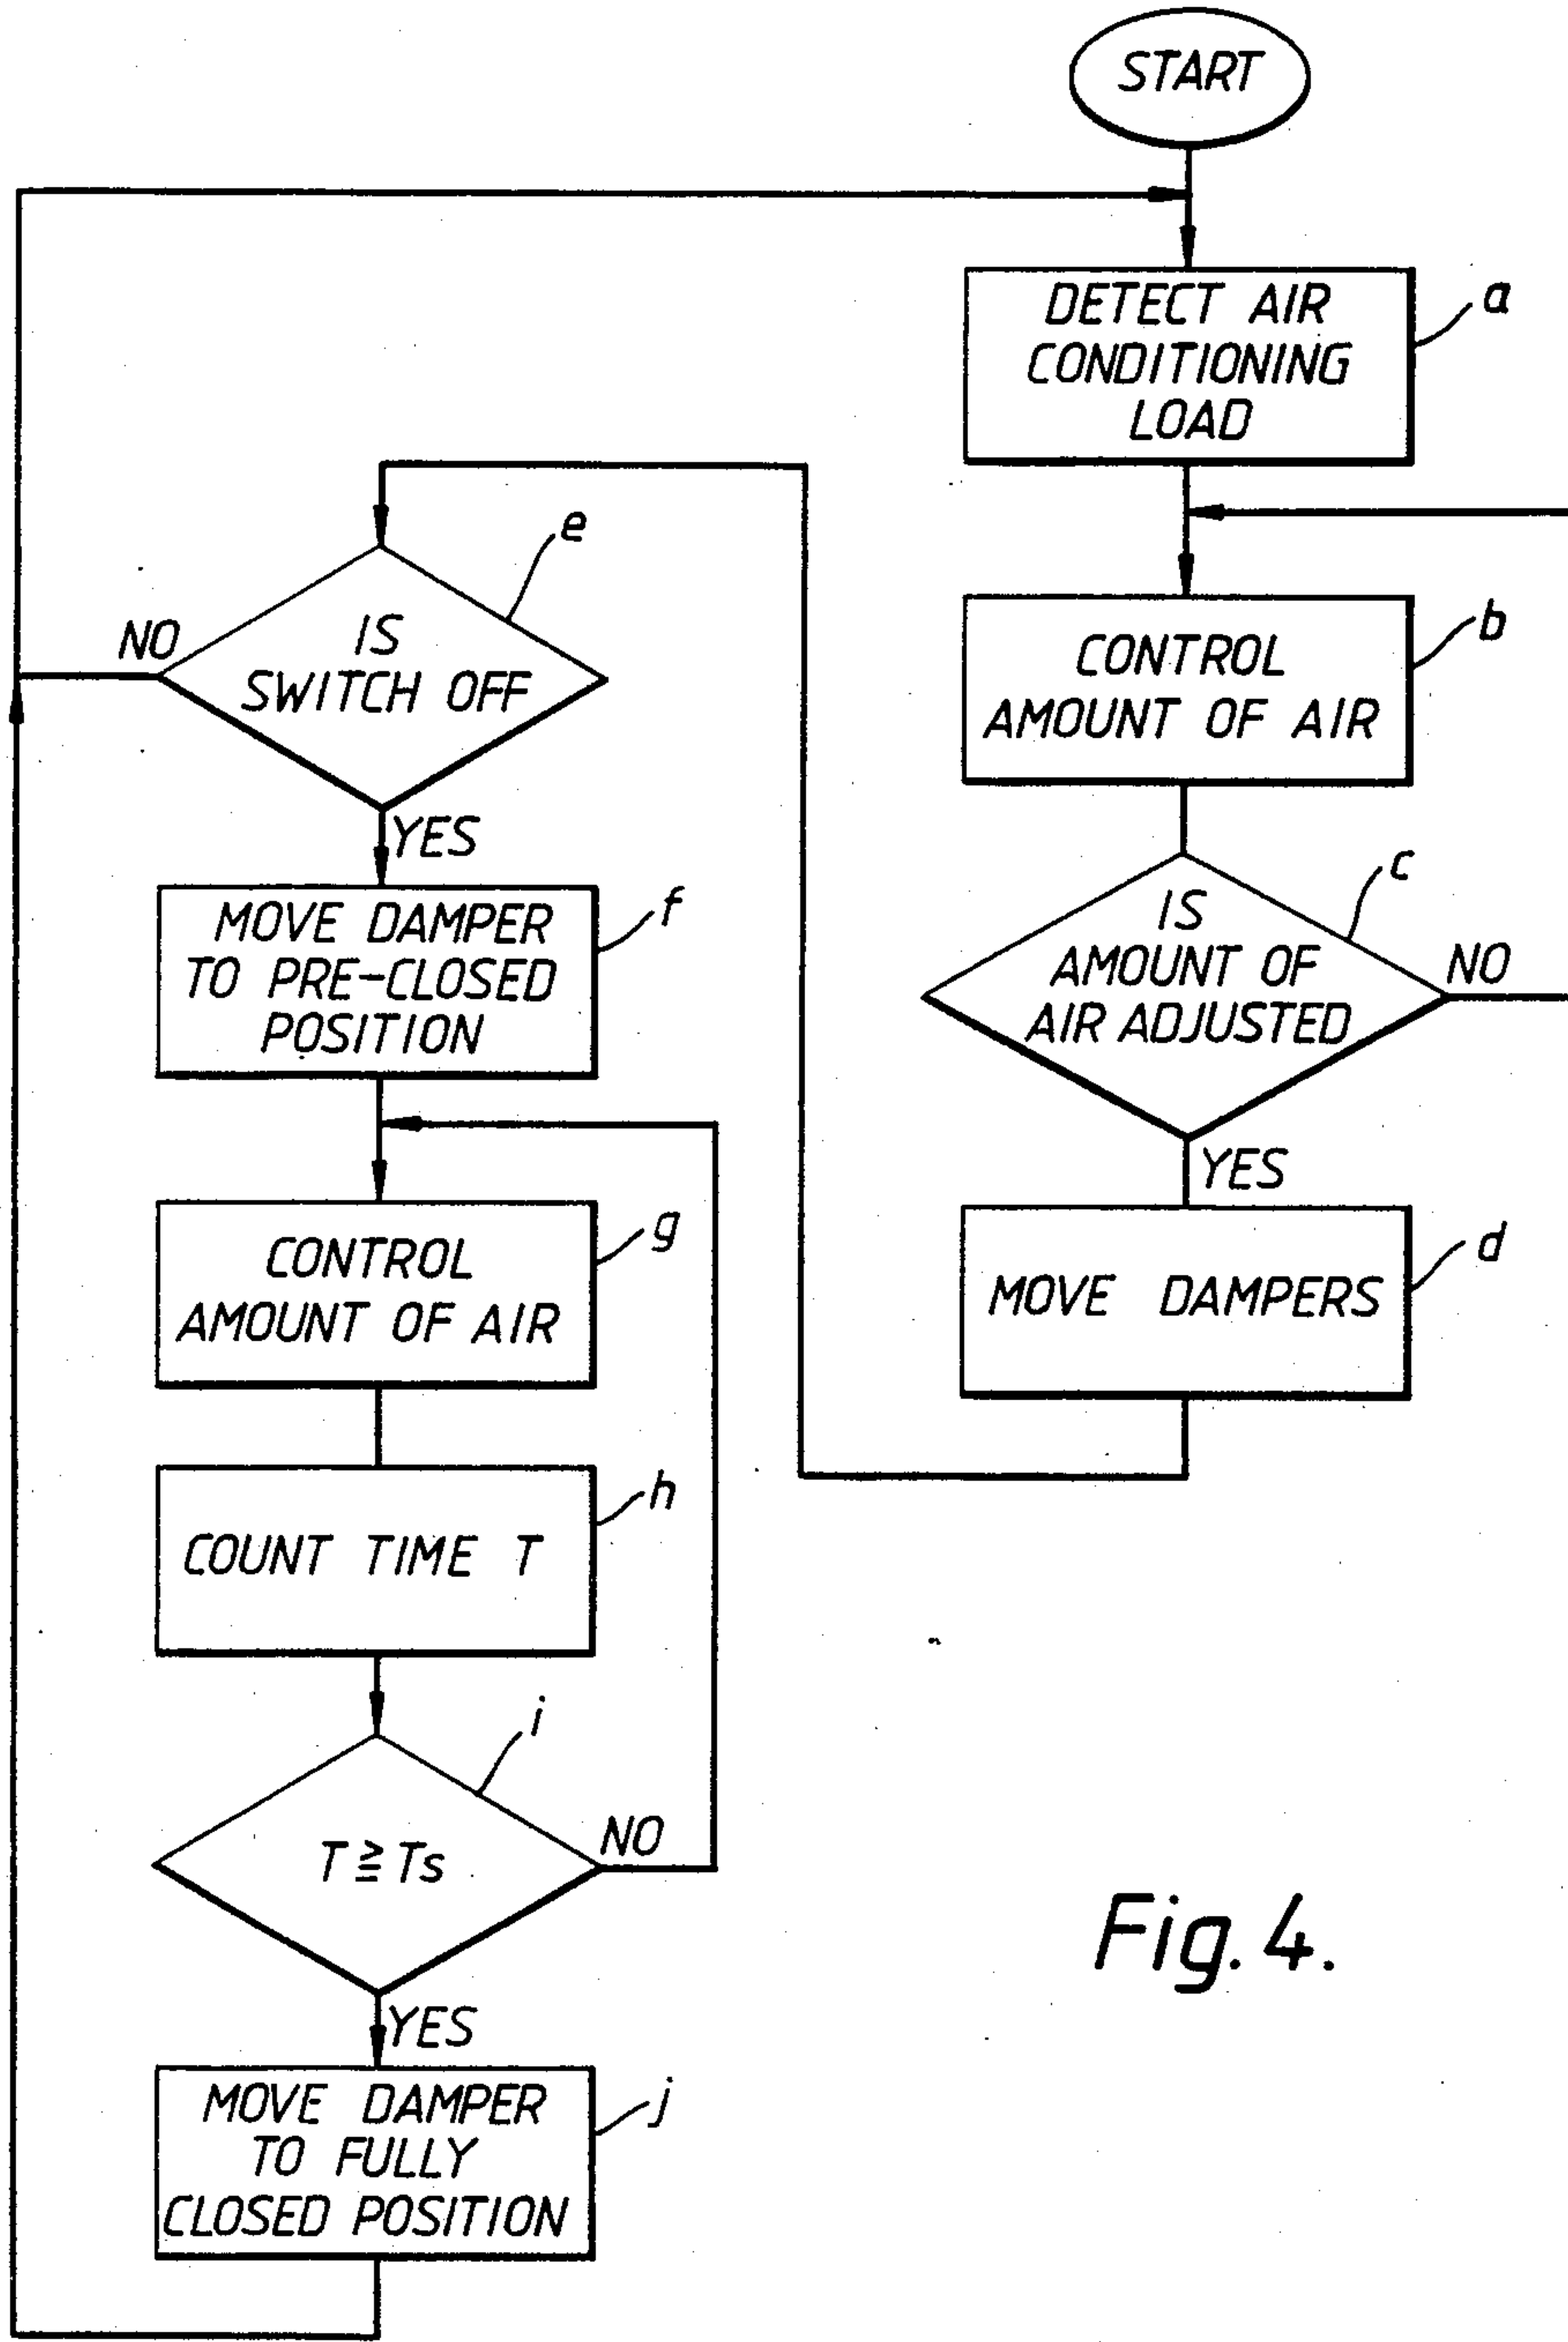 START
DETECT AIR
CONDITIONING
LOAD
a
CONTROL
AMOUNT OF AIR
b
IS
AMOUNT OF
AIR ADJUSTED
c
NO
YES
MOVE DAMPERS
d
IS
SWITCH OFF
e
NO
YES
MOVE DAMPER
TO PRE-CLOSED
POSITION
f
CONTROL
AMOUNT OF AIR
g
COUNT TIME T
h
T ≧ Ts
i
NO
YES
MOVE DAMPER
TO FULLY
CLOSED POSITION
j
Fig. 4.